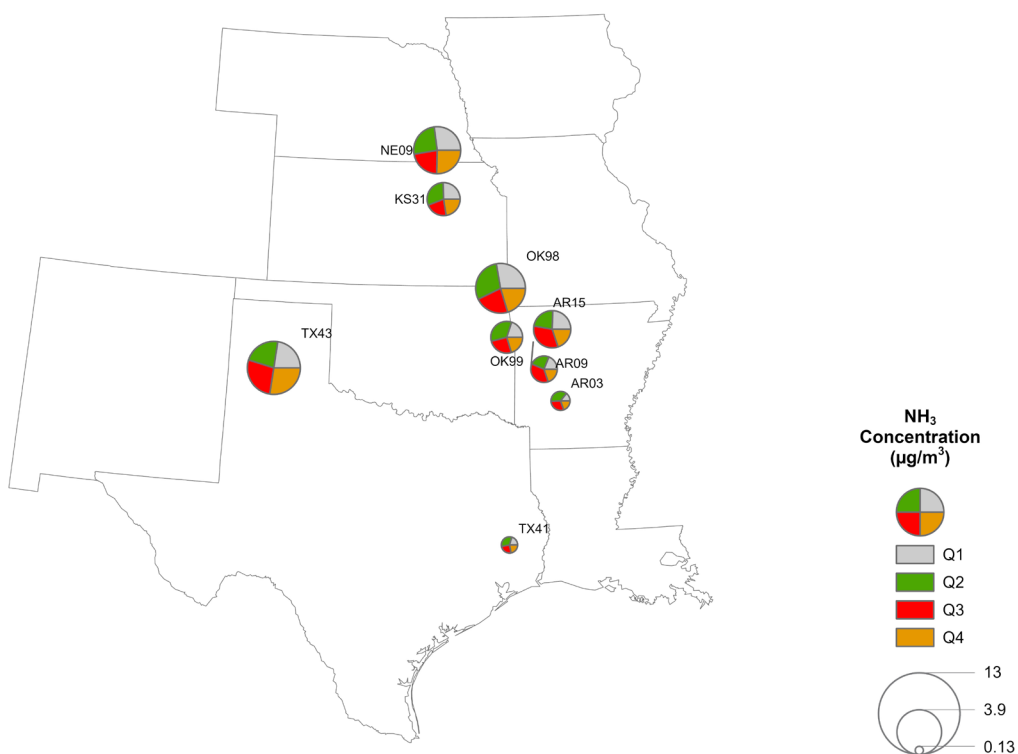 NE09
KS31
OK98
AR15
TX43
OK99
AR09
AR03
TX41
NH₃
Concentration
(µg/m³)
Q1
Q2
Q3
Q4
13
3.9
0.13